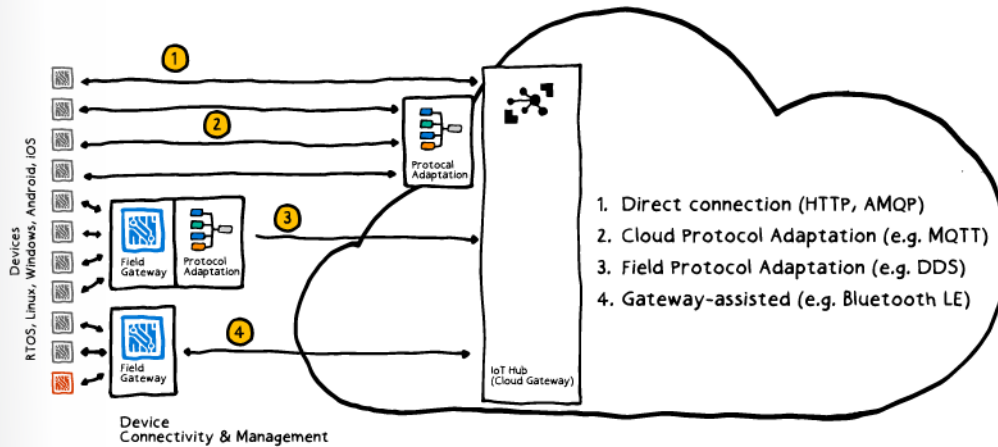 1
2
Protocal
Adaptation
Devices
RTOS, Linux, Windows, Android, iOS
Field
Gateway
Protocol
Adaptation
3
Field
Gateway
4
IoT Hub
(Cloud Gateway)
1. Direct connection (HTTP, AMQP)
2. Cloud Protocol Adaptation (e.g. MQTT)
3. Field Protocol Adaptation (e.g. DDS)
4. Gateway-assisted (e.g. Bluetooth LE)
Device
Connectivity & Management